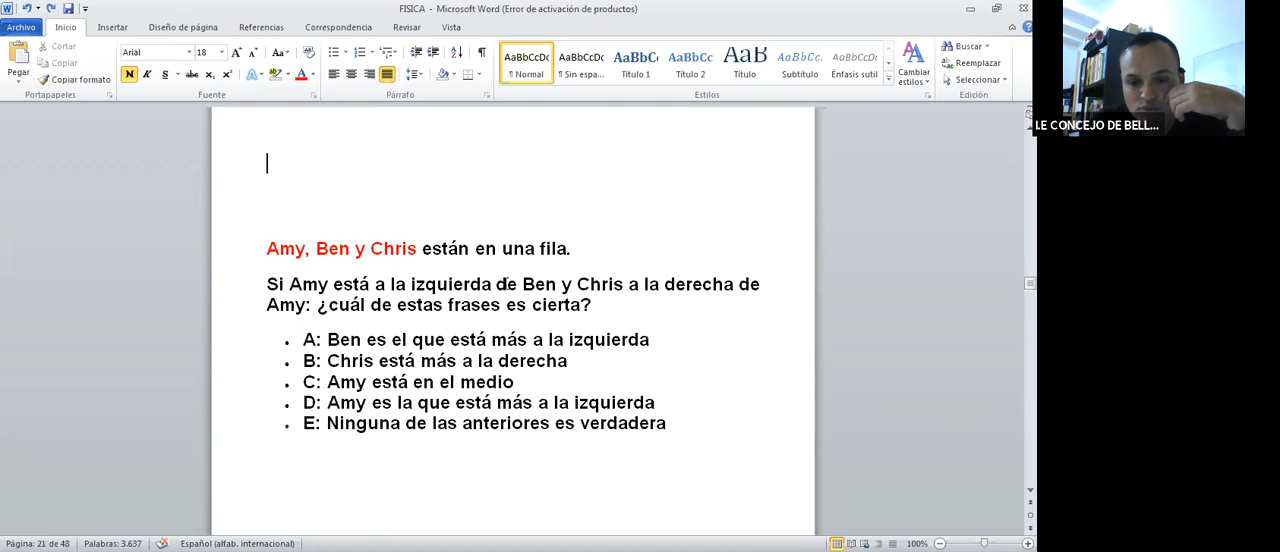 FISICA - Microsoft Word (Error de activación de productos)
Archivo Inicio Insertar Diseño de página Referencias Correspondencia Revisar Vista
Pegar
Cortar
Copiar
Copiar formato
Portapapeles
Arial 18
N K S abe x₂ x²
Fuente
Párrafo
AaBbCcDc AaBbCcDc AaBbC AaBbCc AaB AaBbCc. AaBbCcDc
¶ Normal ¶ Sin espa... Título 1 Título 2 Título Subtítulo Énfasis sutil
Cambiar estilos
Estilos
Buscar
Reemplazar
Seleccionar
Edición
Amy, Ben y Chris están en una fila.
Si Amy está a la izquierda de Ben y Chris a la derecha de
Amy: ¿cuál de estas frases es cierta?
• A: Ben es el que está más a la izquierda
• B: Chris está más a la derecha
• C: Amy está en el medio
• D: Amy es la que está más a la izquierda
• E: Ninguna de las anteriores es verdadera
I.E CONCEJO DE BELL...
Página: 21 de 48 Palabras: 3.637 Español (alfab. internacional) 100%